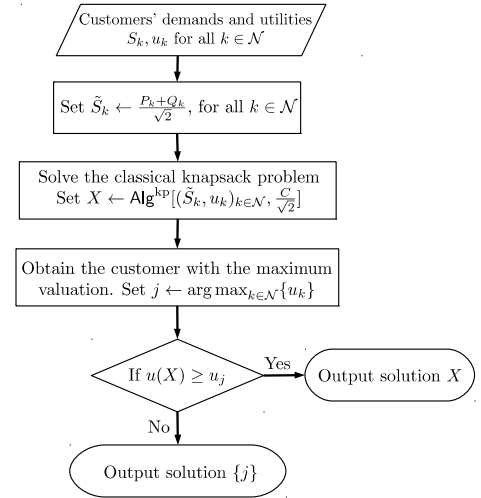 Customers' demands and utilities
S_k, u_k for all k ∈ 𝒩
Set S̃_k ← (P_k+Q_k)/√2, for all k ∈ 𝒩
Solve the classical knapsack problem
Set X ← Alg^kp[(S̃_k, u_k)_{k∈𝒩}, C/√2]
Obtain the customer with the maximum
valuation. Set j ← arg max_{k∈𝒩}{u_k}
If u(X) ≥ u_j
Yes
Output solution X
No
Output solution {j}